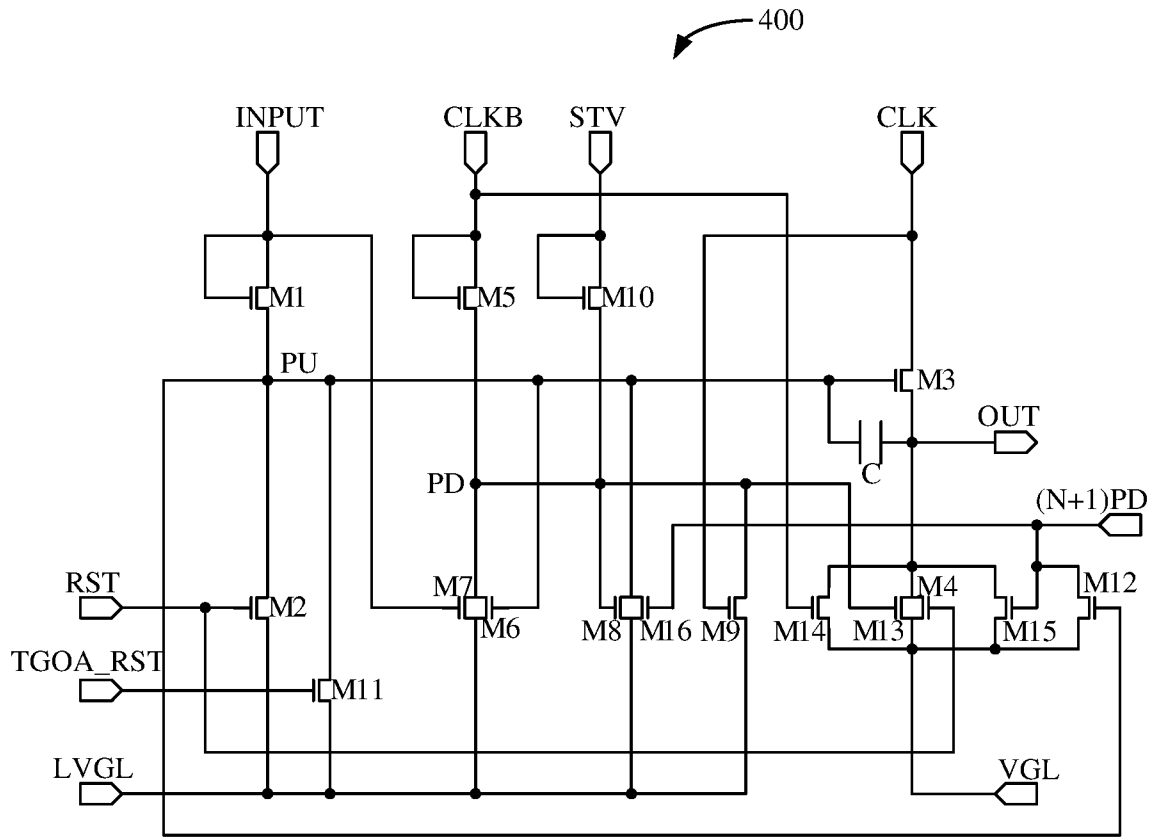 400
INPUT
CLKB
STV
CLK
M1
M5
M10
PU
M3
OUT
C
PD
(N+1)PD
RST
M7
M4
M12
M2
M6
M8
M16
M9
M14
M13
M15
TGOA_RST
M11
LVGL
VGL